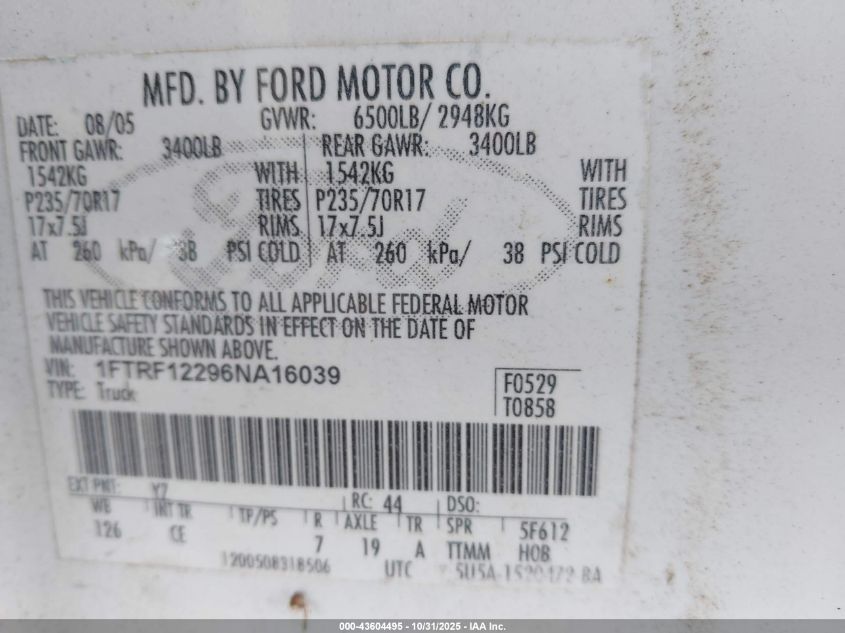 MFD. BY FORD MOTOR CO.
DATE: 08/05 GVWR: 6500LB/ 2948KG
FRONT GAWR: 3400LB REAR GAWR: 3400LB
1542KG WITH 1542KG WITH
P235/70R17 TIRES P235/70R17 TIRES
17x7.5J RIMS 17x7.5J RIMS
AT 260 kPa/ 38 PSI COLD AT 260 kPa/ 38 PSI COLD
Ford
THIS VEHICLE CONFORMS TO ALL APPLICABLE FEDERAL MOTOR
VEHICLE SAFETY STANDARDS IN EFFECT ON THE DATE OF
MANUFACTURE SHOWN ABOVE.
VIN: 1FTRF12296NA16039
TYPE: Truck
F0529
T0858
EXT PNT: Y7 RC: 44 DSO:
WB INT TR TP/PS R AXLE TR SPR 5F612
126 CE 7 19 A TTMM HOB
1200508318506 UTC 5U5A-1520472-BA
000-43604495 - 10/31/2025 - IAA Inc.